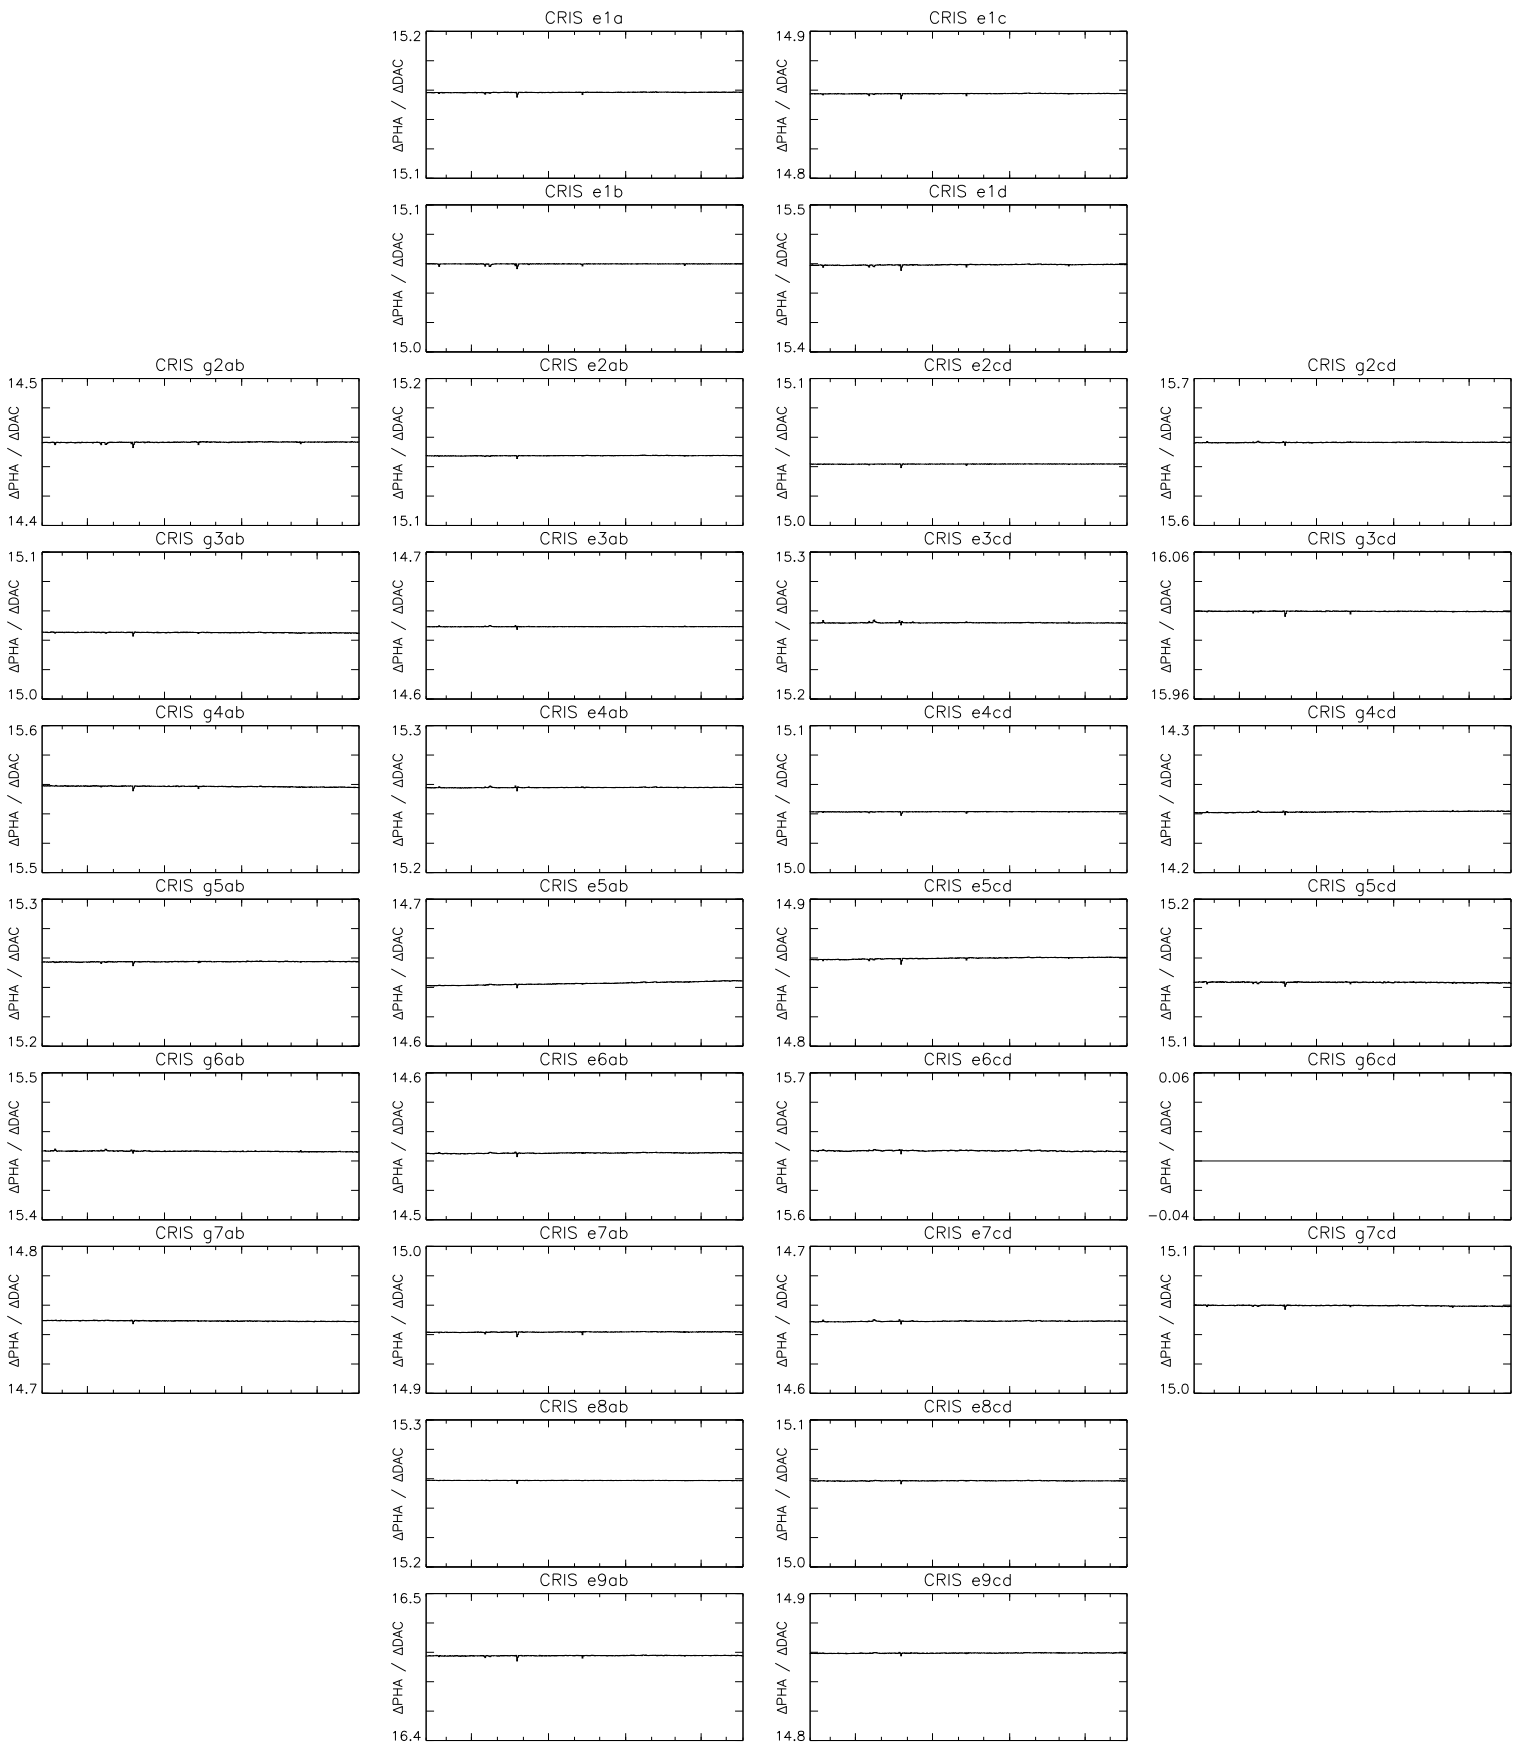 CRIS e1a
CRIS e1c
15.2
ΔPHA / ΔDAC
15.1
14.9
ΔPHA / ΔDAC
14.8
CRIS e1b
CRIS e1d
15.1
ΔPHA / ΔDAC
15.0
15.5
ΔPHA / ΔDAC
15.4
CRIS g2ab
CRIS e2ab
CRIS e2cd
CRIS g2cd
14.5
ΔPHA / ΔDAC
14.4
15.2
ΔPHA / ΔDAC
15.1
15.1
ΔPHA / ΔDAC
15.0
15.7
ΔPHA / ΔDAC
15.6
CRIS g3ab
CRIS e3ab
CRIS e3cd
CRIS g3cd
15.1
ΔPHA / ΔDAC
15.0
14.7
ΔPHA / ΔDAC
14.6
15.3
ΔPHA / ΔDAC
15.2
16.06
ΔPHA / ΔDAC
15.96
CRIS g4ab
CRIS e4ab
CRIS e4cd
CRIS g4cd
15.6
ΔPHA / ΔDAC
15.5
15.3
ΔPHA / ΔDAC
15.2
15.1
ΔPHA / ΔDAC
15.0
14.3
ΔPHA / ΔDAC
14.2
CRIS g5ab
CRIS e5ab
CRIS e5cd
CRIS g5cd
15.3
ΔPHA / ΔDAC
15.2
14.7
ΔPHA / ΔDAC
14.6
14.9
ΔPHA / ΔDAC
14.8
15.2
ΔPHA / ΔDAC
15.1
CRIS g6ab
CRIS e6ab
CRIS e6cd
CRIS g6cd
15.5
ΔPHA / ΔDAC
15.4
14.6
ΔPHA / ΔDAC
14.5
15.7
ΔPHA / ΔDAC
15.6
0.06
ΔPHA / ΔDAC
−0.04
CRIS g7ab
CRIS e7ab
CRIS e7cd
CRIS g7cd
14.8
ΔPHA / ΔDAC
14.7
15.0
ΔPHA / ΔDAC
14.9
14.7
ΔPHA / ΔDAC
14.6
15.1
ΔPHA / ΔDAC
15.0
CRIS e8ab
CRIS e8cd
15.3
ΔPHA / ΔDAC
15.2
15.1
ΔPHA / ΔDAC
15.0
CRIS e9ab
CRIS e9cd
16.5
ΔPHA / ΔDAC
16.4
14.9
ΔPHA / ΔDAC
14.8